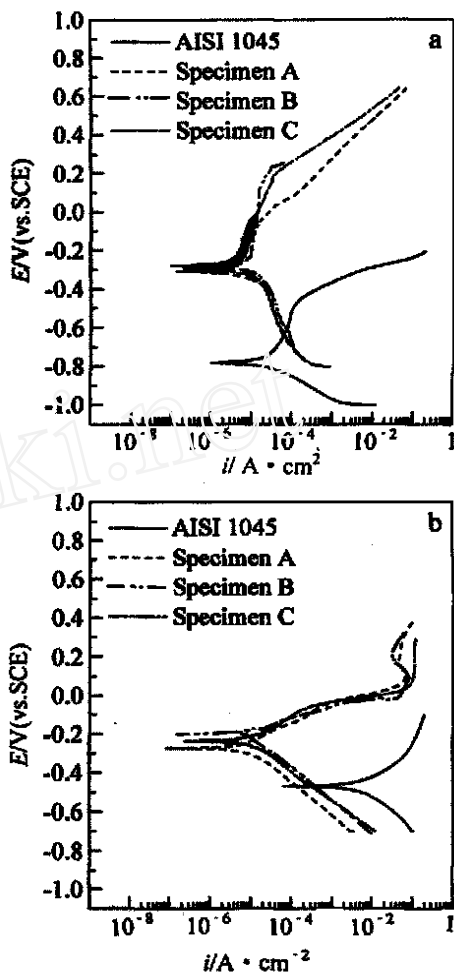 a
1.0
0.8
0.6
0.4
0.2
0.0
-0.2
-0.4
-0.6
-0.8
-1.0
E/V(vs.SCE)
AISI 1045
Specimen A
Specimen B
Specimen C
10⁻⁸ 10⁻⁵ 10⁻⁴ 10⁻² 1
i/ A · cm²
ki.net
b
1.0
0.8
0.6
0.4
0.2
0.0
-0.2
-0.4
-0.6
-0.8
-1.0
E/V(vs.SCE)
AISI 1045
Specimen A
Specimen B
Specimen C
10⁻⁸ 10⁻⁶ 10⁻⁴ 10⁻² 1
i/A · cm⁻²